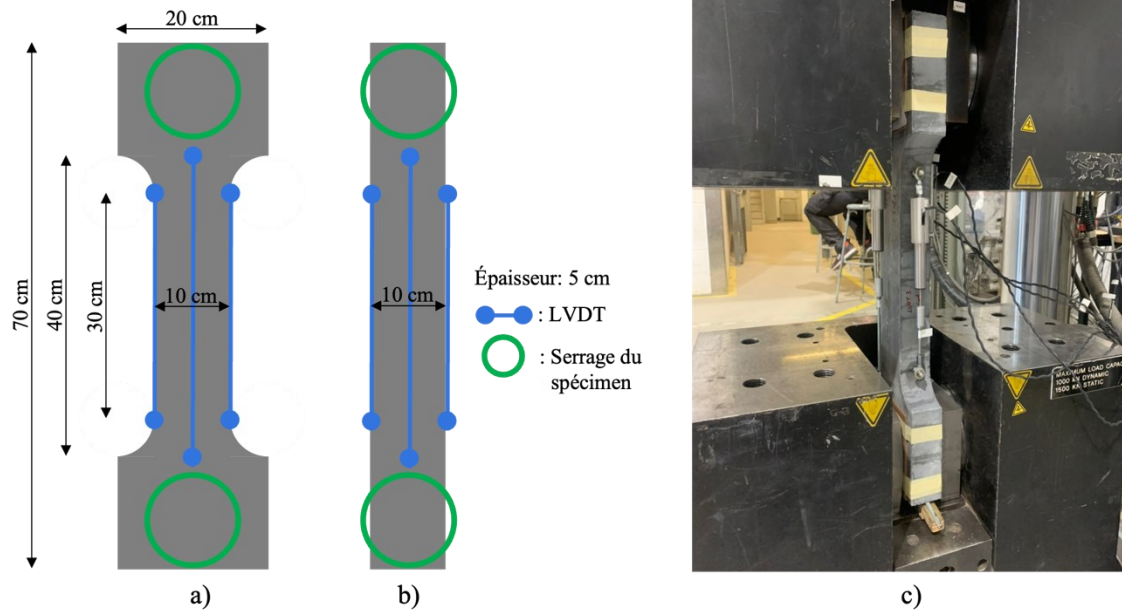 20 cm
70 cm
40 cm
30 cm
10 cm
10 cm
Épaisseur: 5 cm
: LVDT
: Serrage du
spécimen
MAXIMUM LOAD CAPAC
1000 kN DYNAMIC
1500 KN STATIC
a)
b)
c)